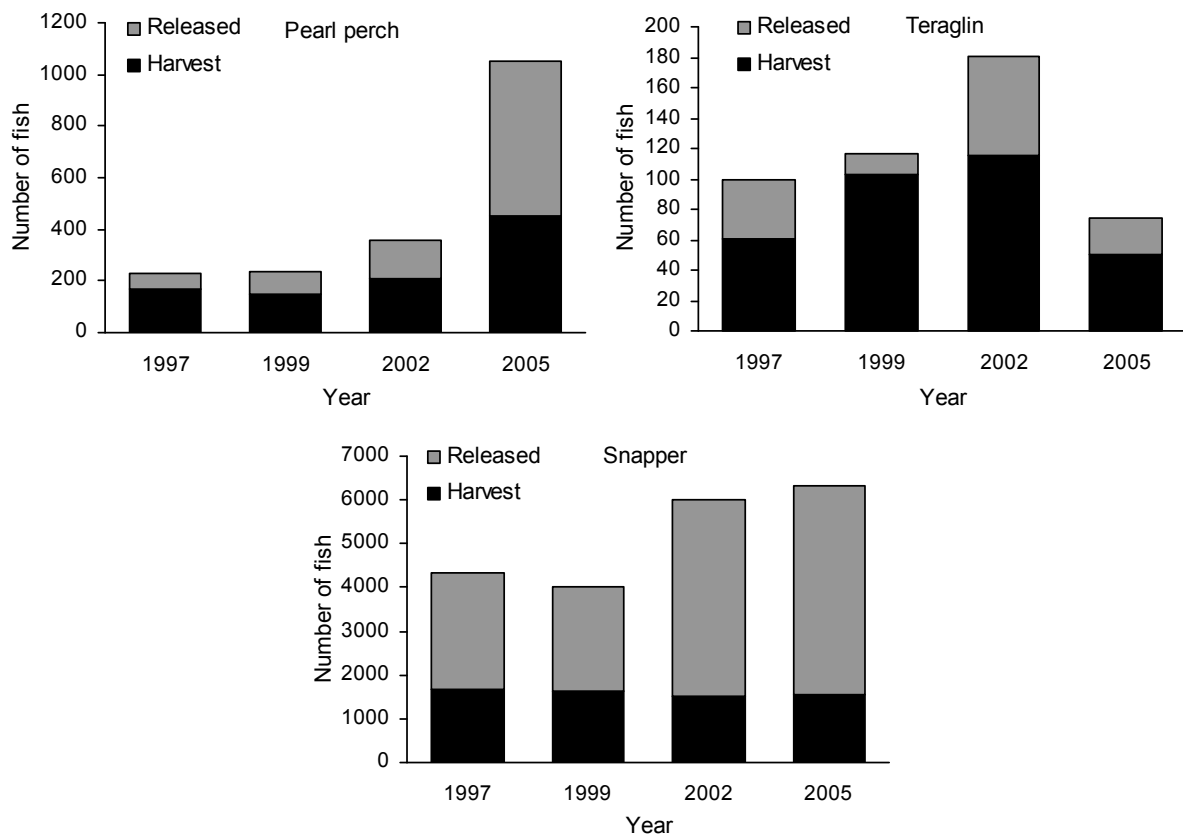 Pearl perch
Released
Harvest
Number of fish
1200
1000
800
600
400
200
0
1997 1999 2002 2005
Year
Teraglin
Released
Harvest
Number of fish
200
180
160
140
120
100
80
60
40
20
0
1997 1999 2002 2005
Year
Snapper
Released
Harvest
Number of fish
7000
6000
5000
4000
3000
2000
1000
0
1997 1999 2002 2005
Year